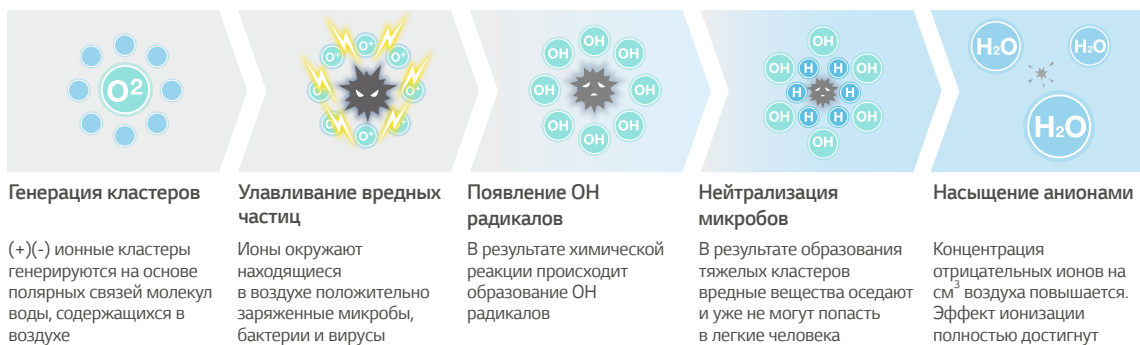 O²
O⁺ O⁺ O⁺ O⁺ O⁺ O⁺ O⁺ O⁺
OH OH OH OH OH OH OH OH
OH OH OH OH OH OH H H H H H H
H₂O H₂O H₂O
Генерация кластеров
(+)(-) ионные кластеры
генерируются на основе
полярных связей молекул
воды, содержащихся в
воздухе
Улавливание вредных
частиц
Ионы окружают
находящиеся
в воздухе положительно
заряженные микробы,
бактерии и вирусы
Появление OH
радикалов
В результате химической
реакции происходит
образование OH
радикалов
Нейтрализация
микробов
В результате образования
тяжелых кластеров
вредные вещества оседают
и уже не могут попасть
в легкие человека
Насыщение анионами
Концентрация
отрицательных ионов на
см³ воздуха повышается.
Эффект ионизации
полностью достигнут